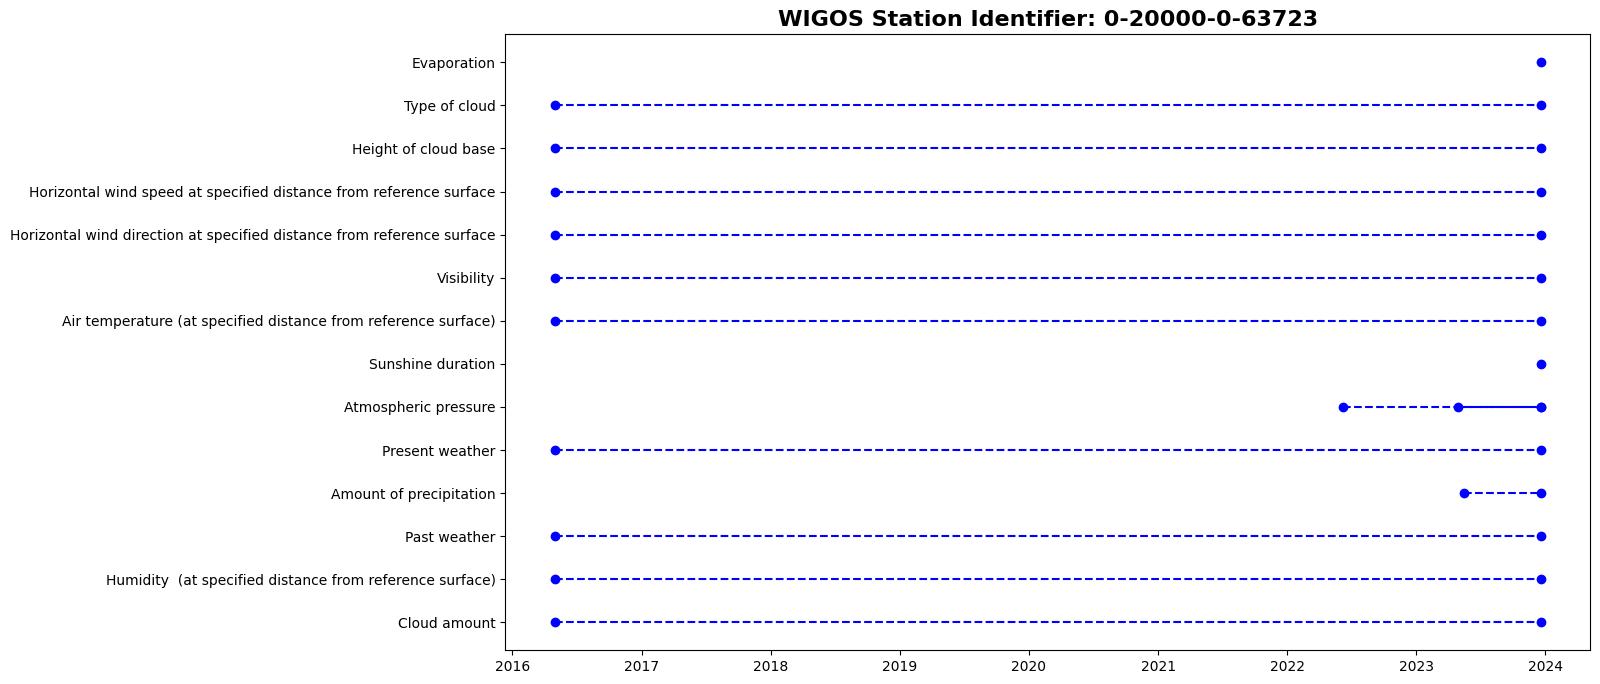 WIGOS Station Identifier: 0-20000-0-63723
Evaporation
Type of cloud
Height of cloud base
Horizontal wind speed at specified distance from reference surface
Horizontal wind direction at specified distance from reference surface
Visibility
Air temperature (at specified distance from reference surface)
Sunshine duration
Atmospheric pressure
Present weather
Amount of precipitation
Past weather
Humidity  (at specified distance from reference surface)
Cloud amount
2016 2017 2018 2019 2020 2021 2022 2023 2024